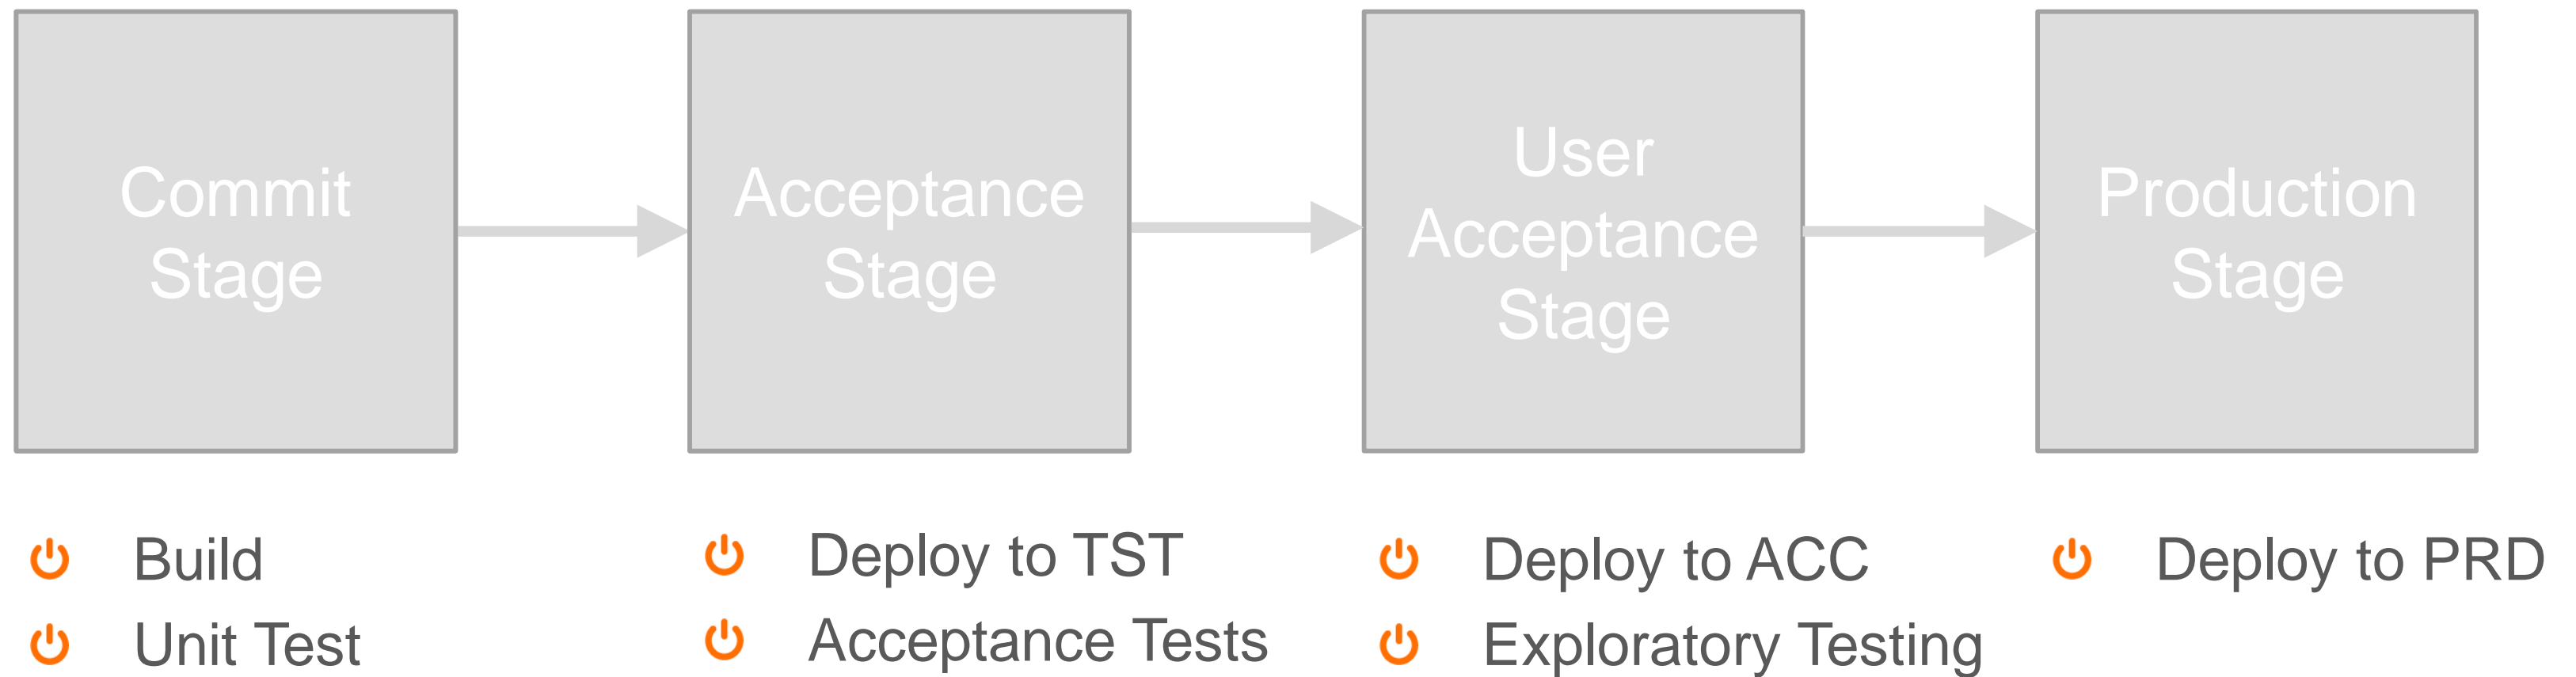 Commit
Stage
Acceptance
Stage
User
Acceptance
Stage
Production
Stage
Build
Unit Test
Deploy to TST
Acceptance Tests
Deploy to ACC
Exploratory Testing
Deploy to PRD